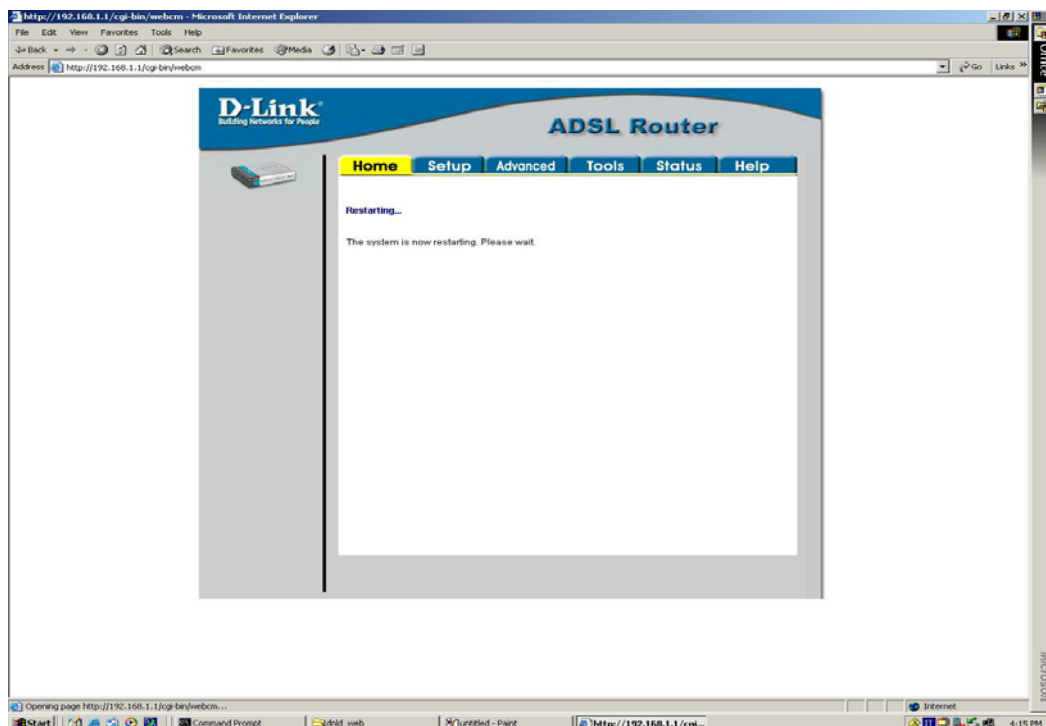 http://192.168.1.1/cgi-bin/webcm - Microsoft Internet Explorer
File Edit View Favorites Tools Help
Back Search Favorites Media
Address http://192.168.1.1/cgi-bin/webcm Go Links »
Office
D-Link
Building Networks for People
ADSL Router
Home Setup Advanced Tools Status Help
Restarting...
The system is now restarting. Please wait.
Microsoft
Opening page http://192.168.1.1/cgi-bin/webcm... Internet
Start Command Prompt dnld_web untitled - Paint http://192.168.1.1/cgi... 4:15 PM